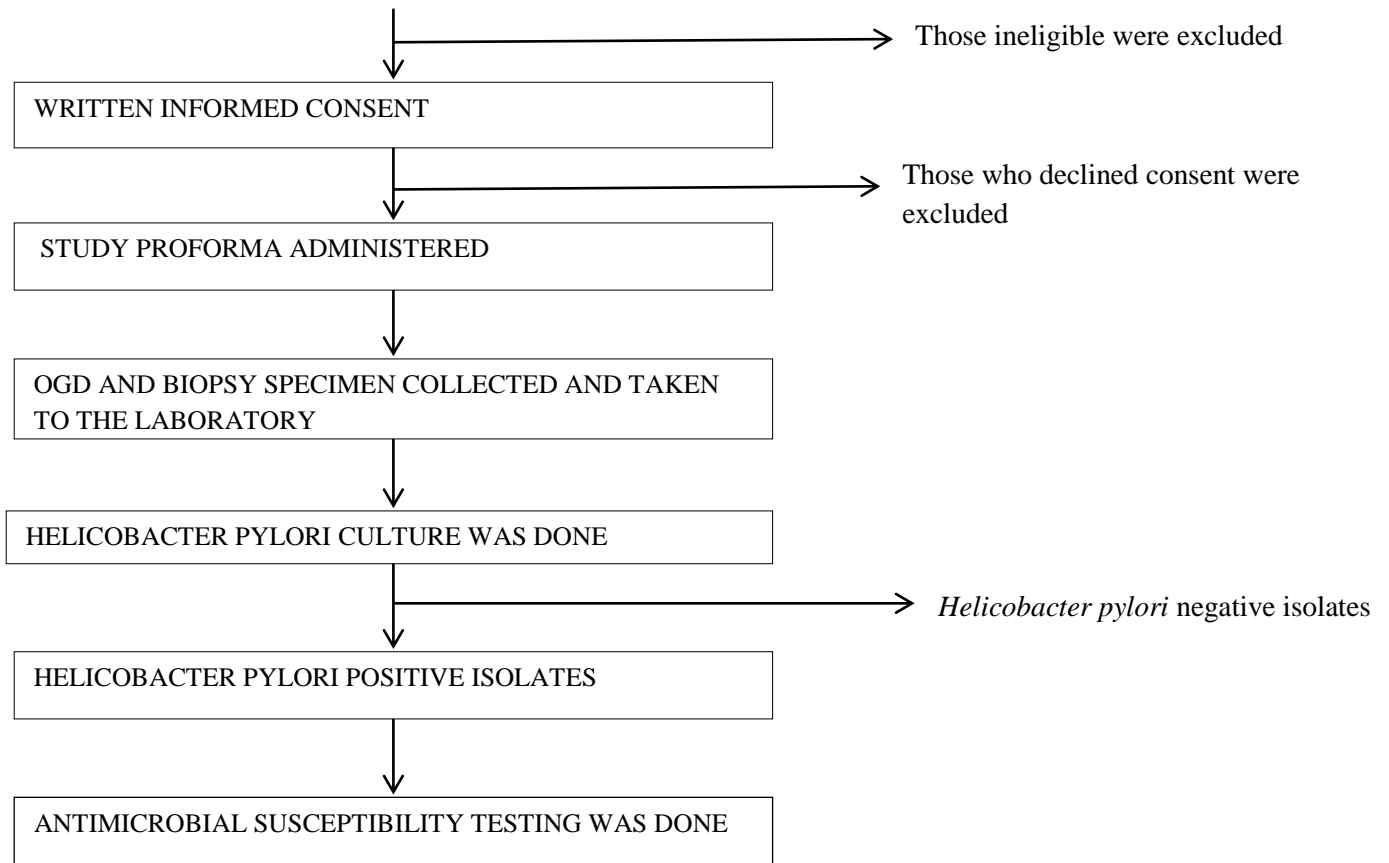 Those ineligible were excluded
WRITTEN INFORMED CONSENT
Those who declined consent were
excluded
STUDY PROFORMA ADMINISTERED
OGD AND BIOPSY SPECIMEN COLLECTED AND TAKEN
TO THE LABORATORY
HELICOBACTER PYLORI CULTURE WAS DONE
Helicobacter pylori negative isolates
HELICOBACTER PYLORI POSITIVE ISOLATES
ANTIMICROBIAL SUSCEPTIBILITY TESTING WAS DONE